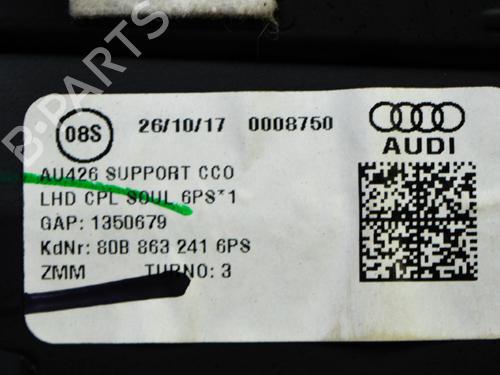 B-PARTS
08S 26/10/17 0008750
AUDI
AU426 SUPPORT CCO
LHD CPL SOUL 6PS*1
GAP: 1350679
KdNr: 80B 863 241 6PS
ZMM TURNO: 3